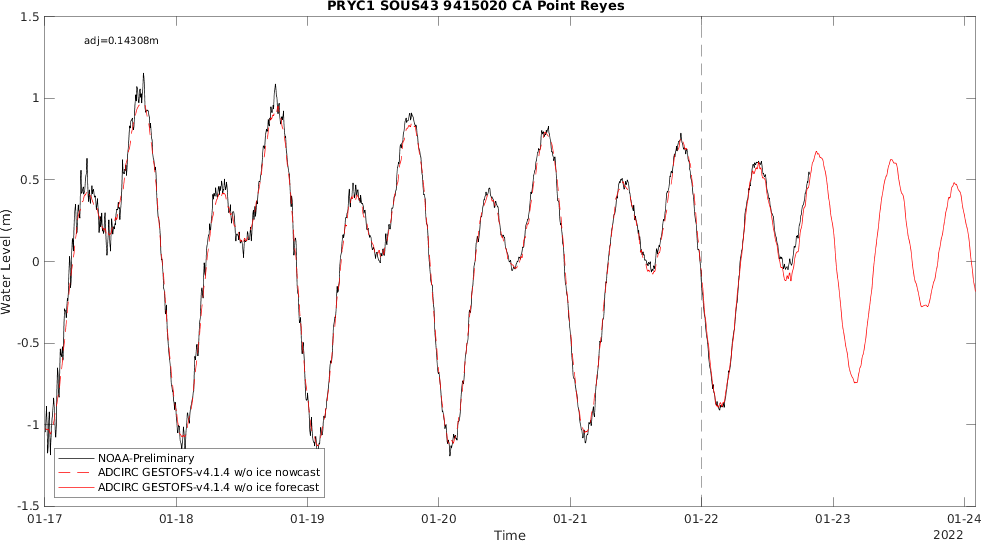 PRYC1 SOUS43 9415020 CA Point Reyes
adj=0.14308m
1.5
1
0.5
0
-0.5
-1
-1.5
Water Level (m)
NOAA-Preliminary
ADCIRC GESTOFS-v4.1.4 w/o ice nowcast
ADCIRC GESTOFS-v4.1.4 w/o ice forecast
01-17 01-18 01-19 01-20 01-21 01-22 01-23 01-24
Time
2022